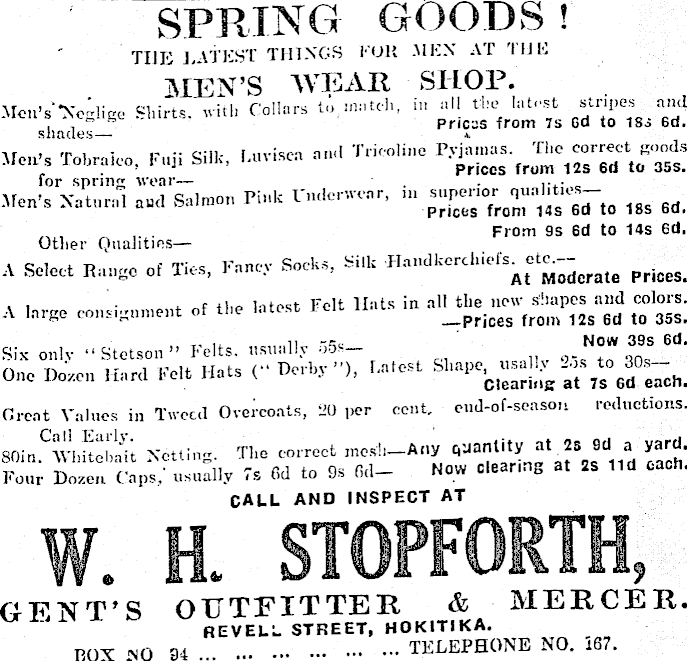 SPRING GOODS!
THE LATEST THINGS FOR MEN AT THE
MEN'S WEAR SHOP.
Men's Neglige Shirts, with Collars to match, in all the latest stripes and
shades— Prices from 7s 6d to 18s 6d.
Men's Tobralco, Fuji Silk, Luvisca and Tricoline Pyjamas. The correct goods
for spring wear— Prices from 12s 6d to 35s.
Men's Natural and Salmon Pink Underwear, in superior qualities—
Prices from 14s 6d to 18s 6d.
Other Qualities— From 9s 6d to 14s 6d.
A Select Range of Ties, Fancy Socks, Silk Handkerchiefs, etc.—
At Moderate Prices.
A large consignment of the latest Felt Hats in all the new shapes and colors.
—Prices from 12s 6d to 35s.
Six only "Stetson" Felts, usually 55s— Now 39s 6d.
One Dozen Hard Felt Hats ("Derby"), Latest Shape, usally 25s to 30s—
Clearing at 7s 6d each.
Great Values in Tweed Overcoats, 20 per cent, end-of-season reductions.
Call Early.
80in. Whitebait Netting. The correct mesh—Any quantity at 2s 9d a yard.
Four Dozen Caps, usually 7s 6d to 9s 6d— Now clearing at 2s 11d each.
CALL AND INSPECT AT
W. H. STOPFORTH,
GENT'S OUTFITTER & MERCER.
REVELL STREET, HOKITIKA.
BOX NO 94 ... ... ... ... ... ... TELEPHONE NO. 167.